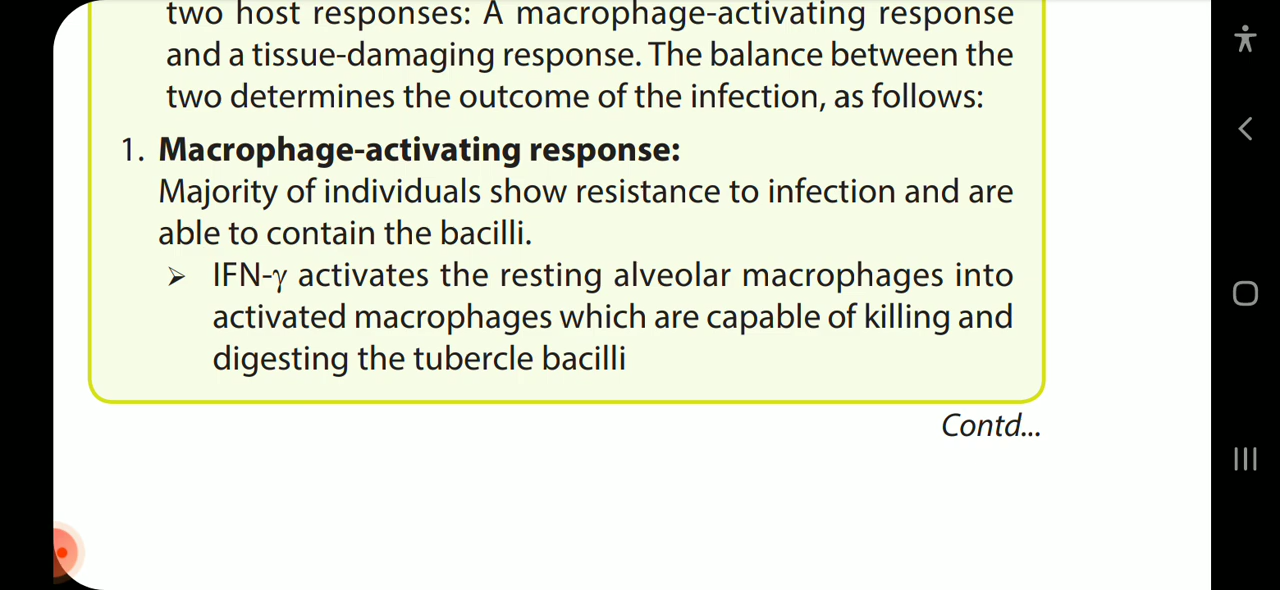 two host responses: A macrophage-activating response
and a tissue-damaging response. The balance between the
two determines the outcome of the infection, as follows:
1. Macrophage-activating response:
Majority of individuals show resistance to infection and are
able to contain the bacilli.
➢ IFN-γ activates the resting alveolar macrophages into
activated macrophages which are capable of killing and
digesting the tubercle bacilli
Contd...